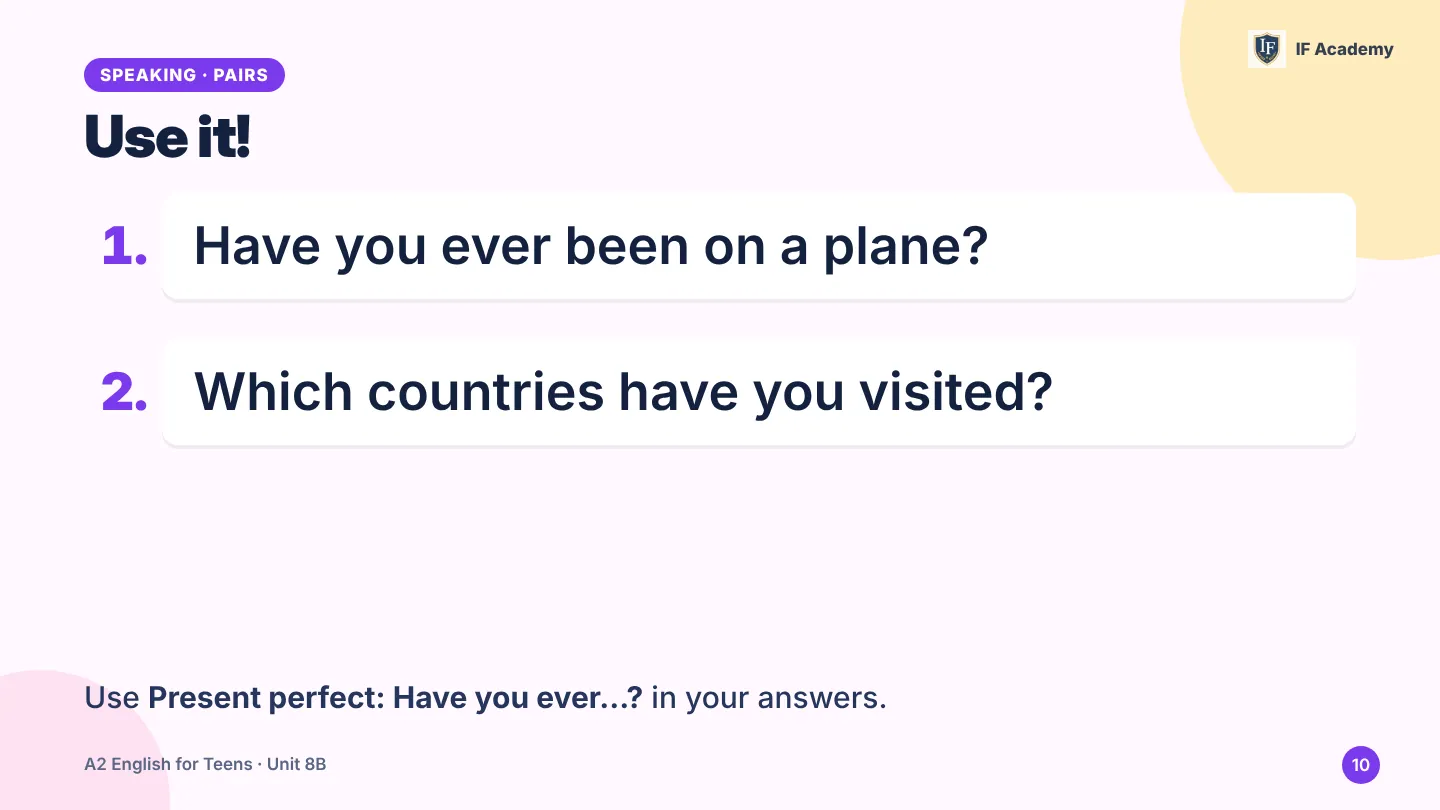 IF Academy
SPEAKING · PAIRS
Use it!
1. Have you ever been on a plane?
2. Which countries have you visited?
Use Present perfect: Have you ever...? in your answers.
A2 English for Teens · Unit 8B
10